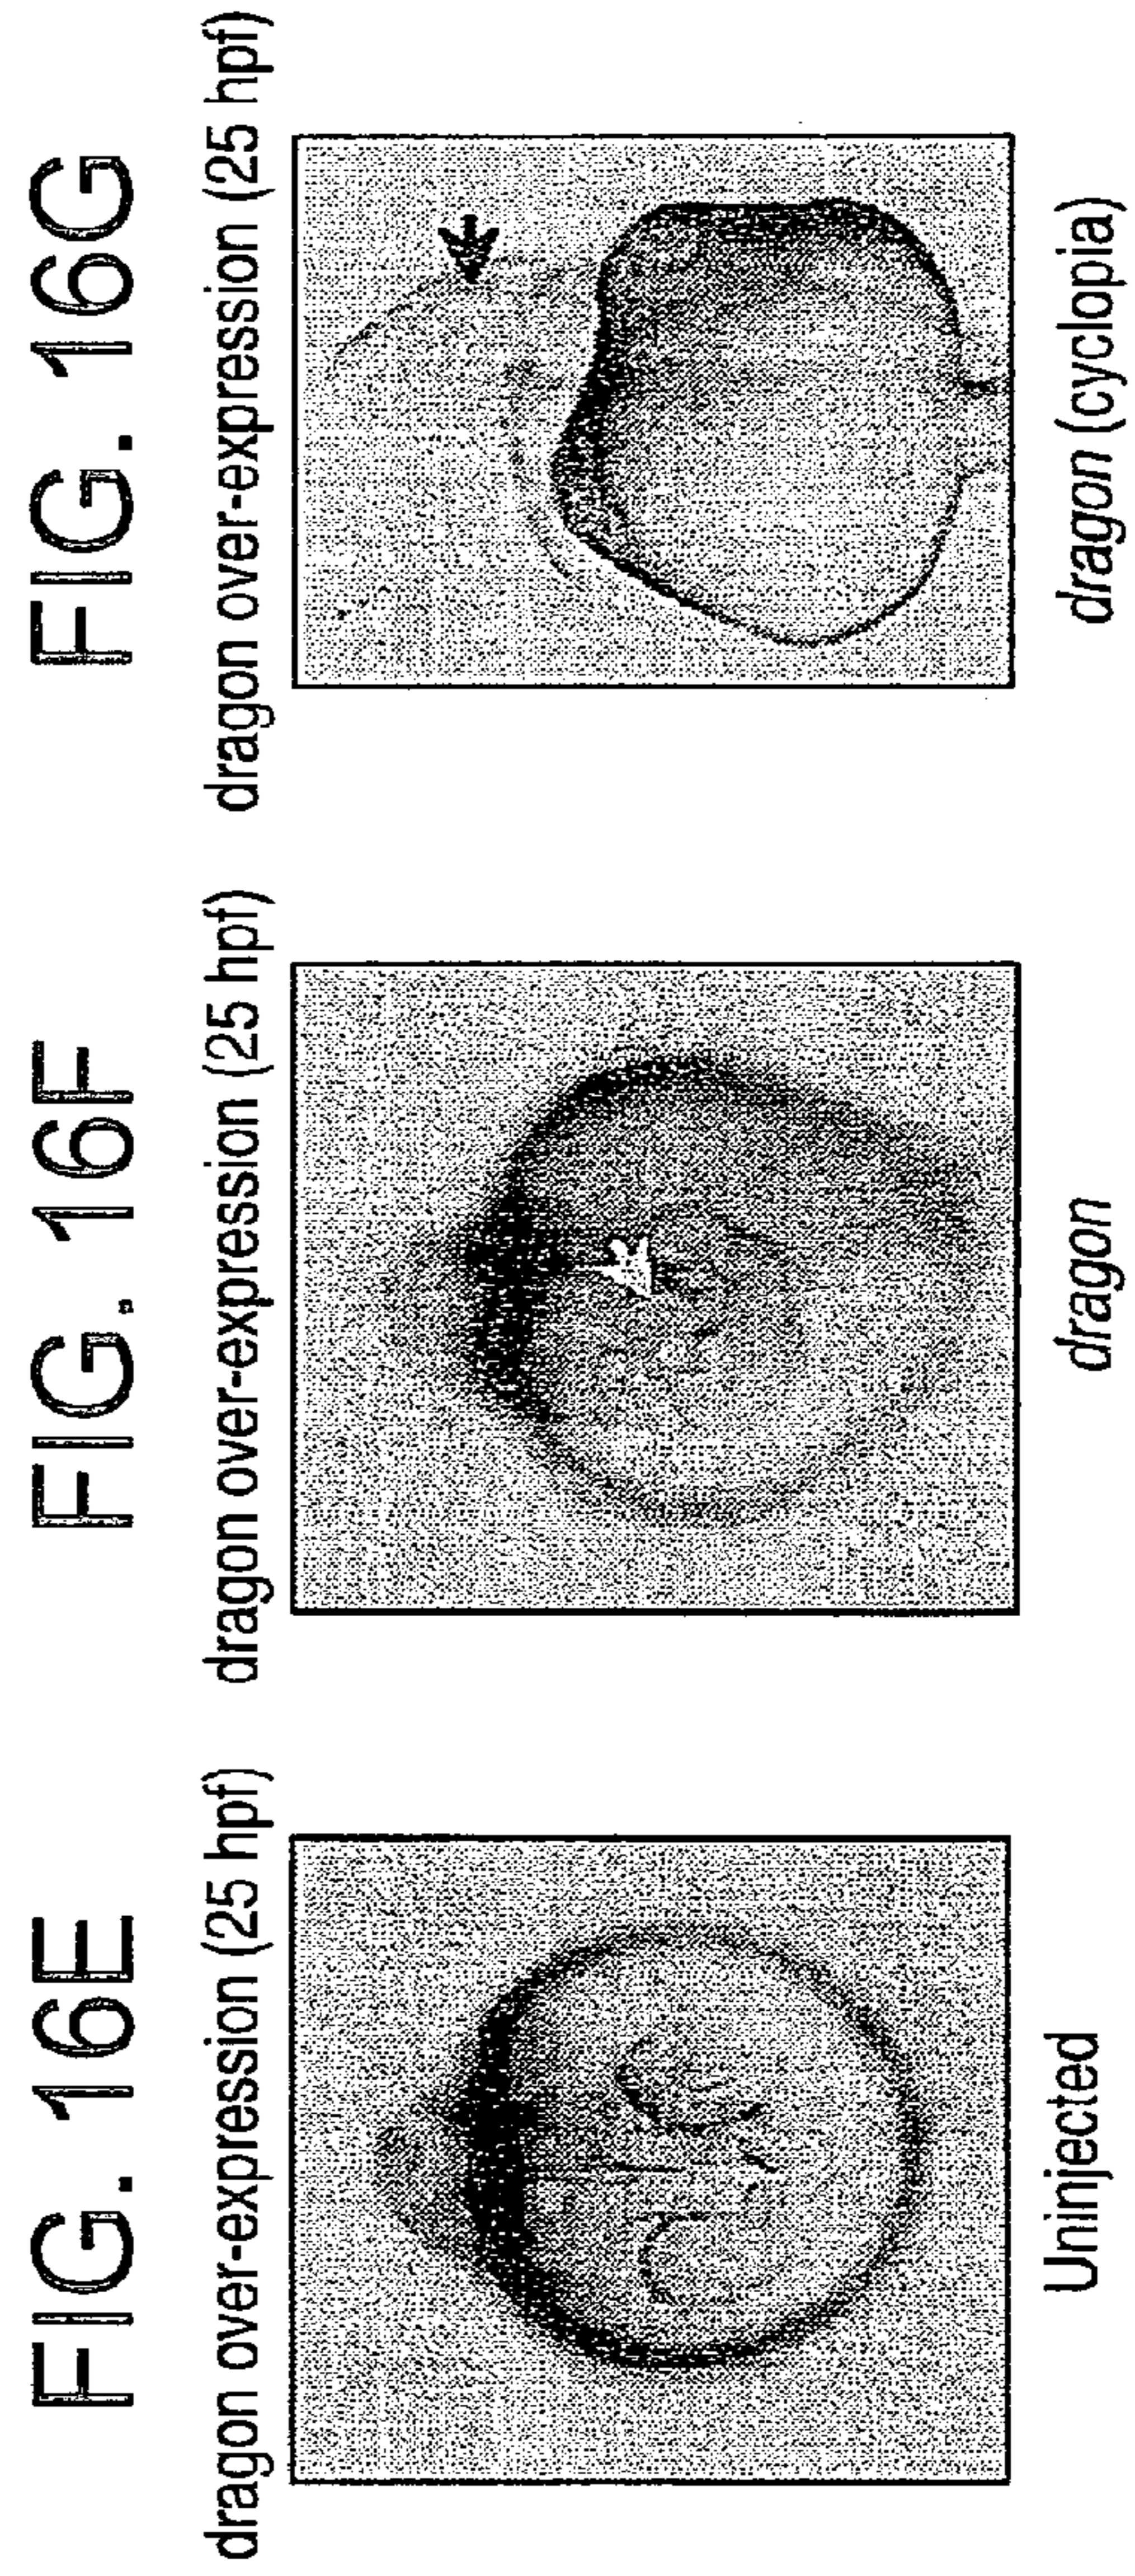 FIG. 16E
dragon over-expression (25 hpf)
Uninjected
FIG. 16F
dragon over-expression (25 hpf)
dragon
FIG. 16G
dragon over-expression (25 hpf)
dragon (cyclopia)